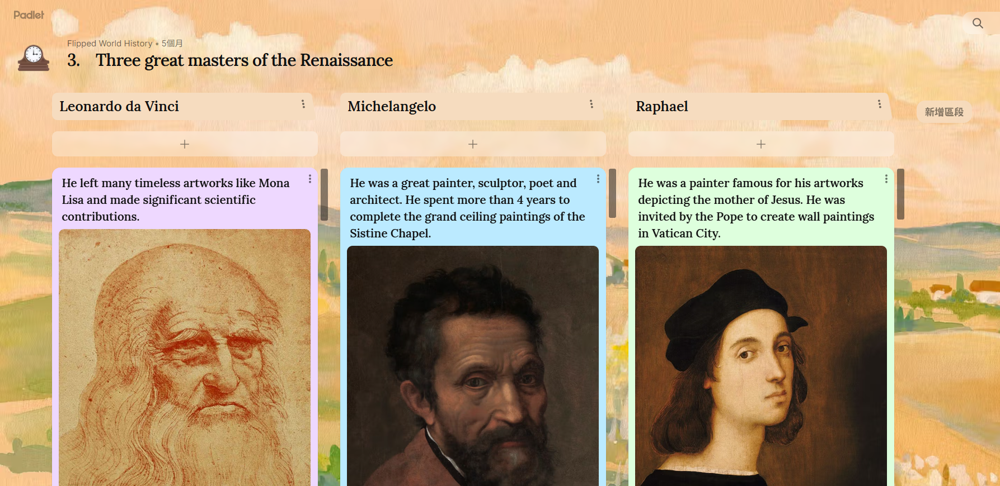 Padlet
Flipped World History • 5個月
3. Three great masters of the Renaissance
Leonardo da Vinci
Michelangelo
Raphael
新增區段
He left many timeless artworks like Mona
Lisa and made significant scientific
contributions.
He was a great painter, sculptor, poet and
architect. He spent more than 4 years to
complete the grand ceiling paintings of the
Sistine Chapel.
He was a painter famous for his artworks
depicting the mother of Jesus. He was
invited by the Pope to create wall paintings
in Vatican City.